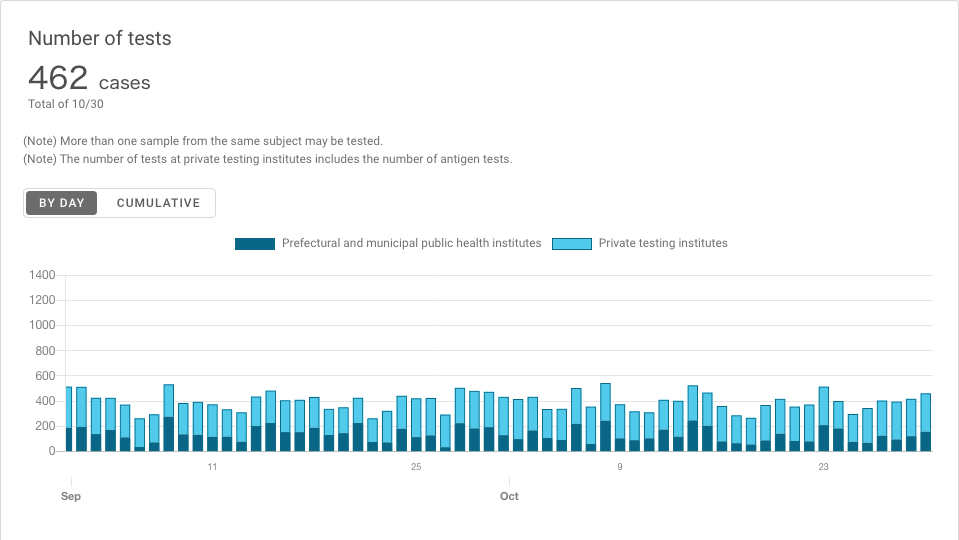 Number of tests
462 cases
Total of 10/30
(Note) More than one sample from the same subject may be tested.
(Note) The number of tests at private testing institutes includes the number of antigen tests.
BY DAY CUMULATIVE
Prefectural and municipal public health institutes Private testing institutes
1400
1200
1000
800
600
400
200
0
11 25 9 23
Sep Oct